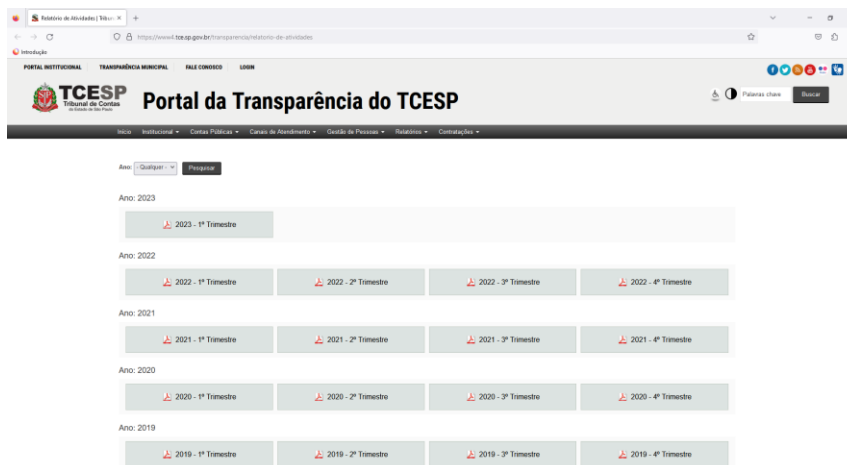 Relatório de Atividades | Tribun
https://www4.tce.sp.gov.br/transparencia/relatorio-de-atividades
Introdução
PORTAL INSTITUCIONAL TRANSPARÊNCIA MUNICIPAL FALE CONOSCO LOGIN
TCESP
Tribunal de Contas
do Estado de São Paulo
Portal da Transparência do TCESP
Palavras chave Buscar
Início Institucional Contas Públicas Canais de Atendimento Gestão de Pessoas Relatórios Contratações
Ano: - Qualquer - Pesquisar
Ano: 2023
2023 - 1º Trimestre
Ano: 2022
2022 - 1º Trimestre 2022 - 2º Trimestre 2022 - 3º Trimestre 2022 - 4º Trimestre
Ano: 2021
2021 - 1º Trimestre 2021 - 2º Trimestre 2021 - 3º Trimestre 2021 - 4º Trimestre
Ano: 2020
2020 - 1º Trimestre 2020 - 2º Trimestre 2020 - 3º Trimestre 2020 - 4º Trimestre
Ano: 2019
2019 - 1º Trimestre 2019 - 2º Trimestre 2019 - 3º Trimestre 2019 - 4º Trimestre